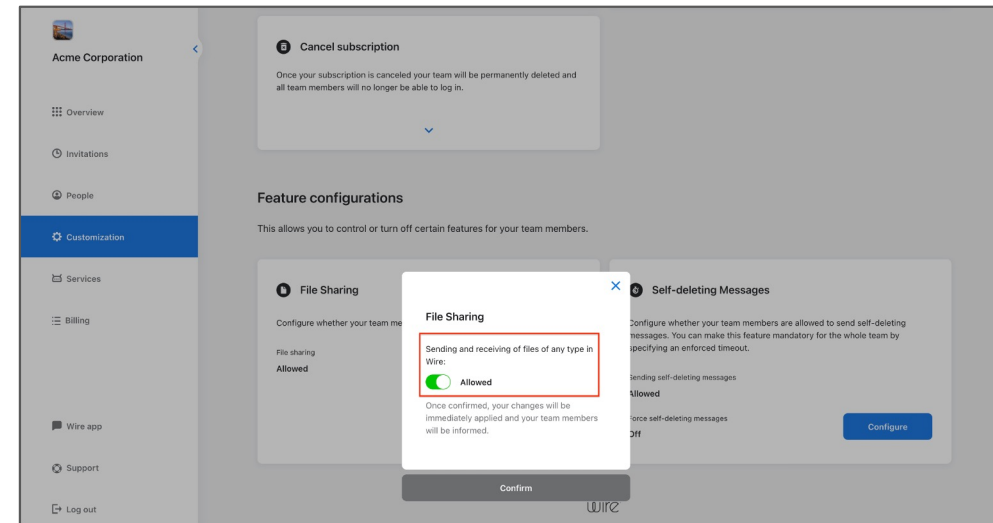 Acme Corporation
Overview
Invitations
People
Customization
Services
Billing
Wire app
Support
Log out
Cancel subscription
Once your subscription is canceled your team will be permanently deleted and
all team members will no longer be able to log in.
Feature configurations
This allows you to control or turn off certain features for your team members.
File Sharing
Configure whether your team me
File sharing
Allowed
File Sharing
Sending and receiving of files of any type in
Wire:
Allowed
Once confirmed, your changes will be
immediately applied and your team members
will be informed.
Confirm
Self-deleting Messages
Configure whether your team members are allowed to send self-deleting
messages. You can make this feature mandatory for the whole team by
specifying an enforced timeout.
Sending self-deleting messages
Allowed
Force self-deleting messages
Off
Configure
wire